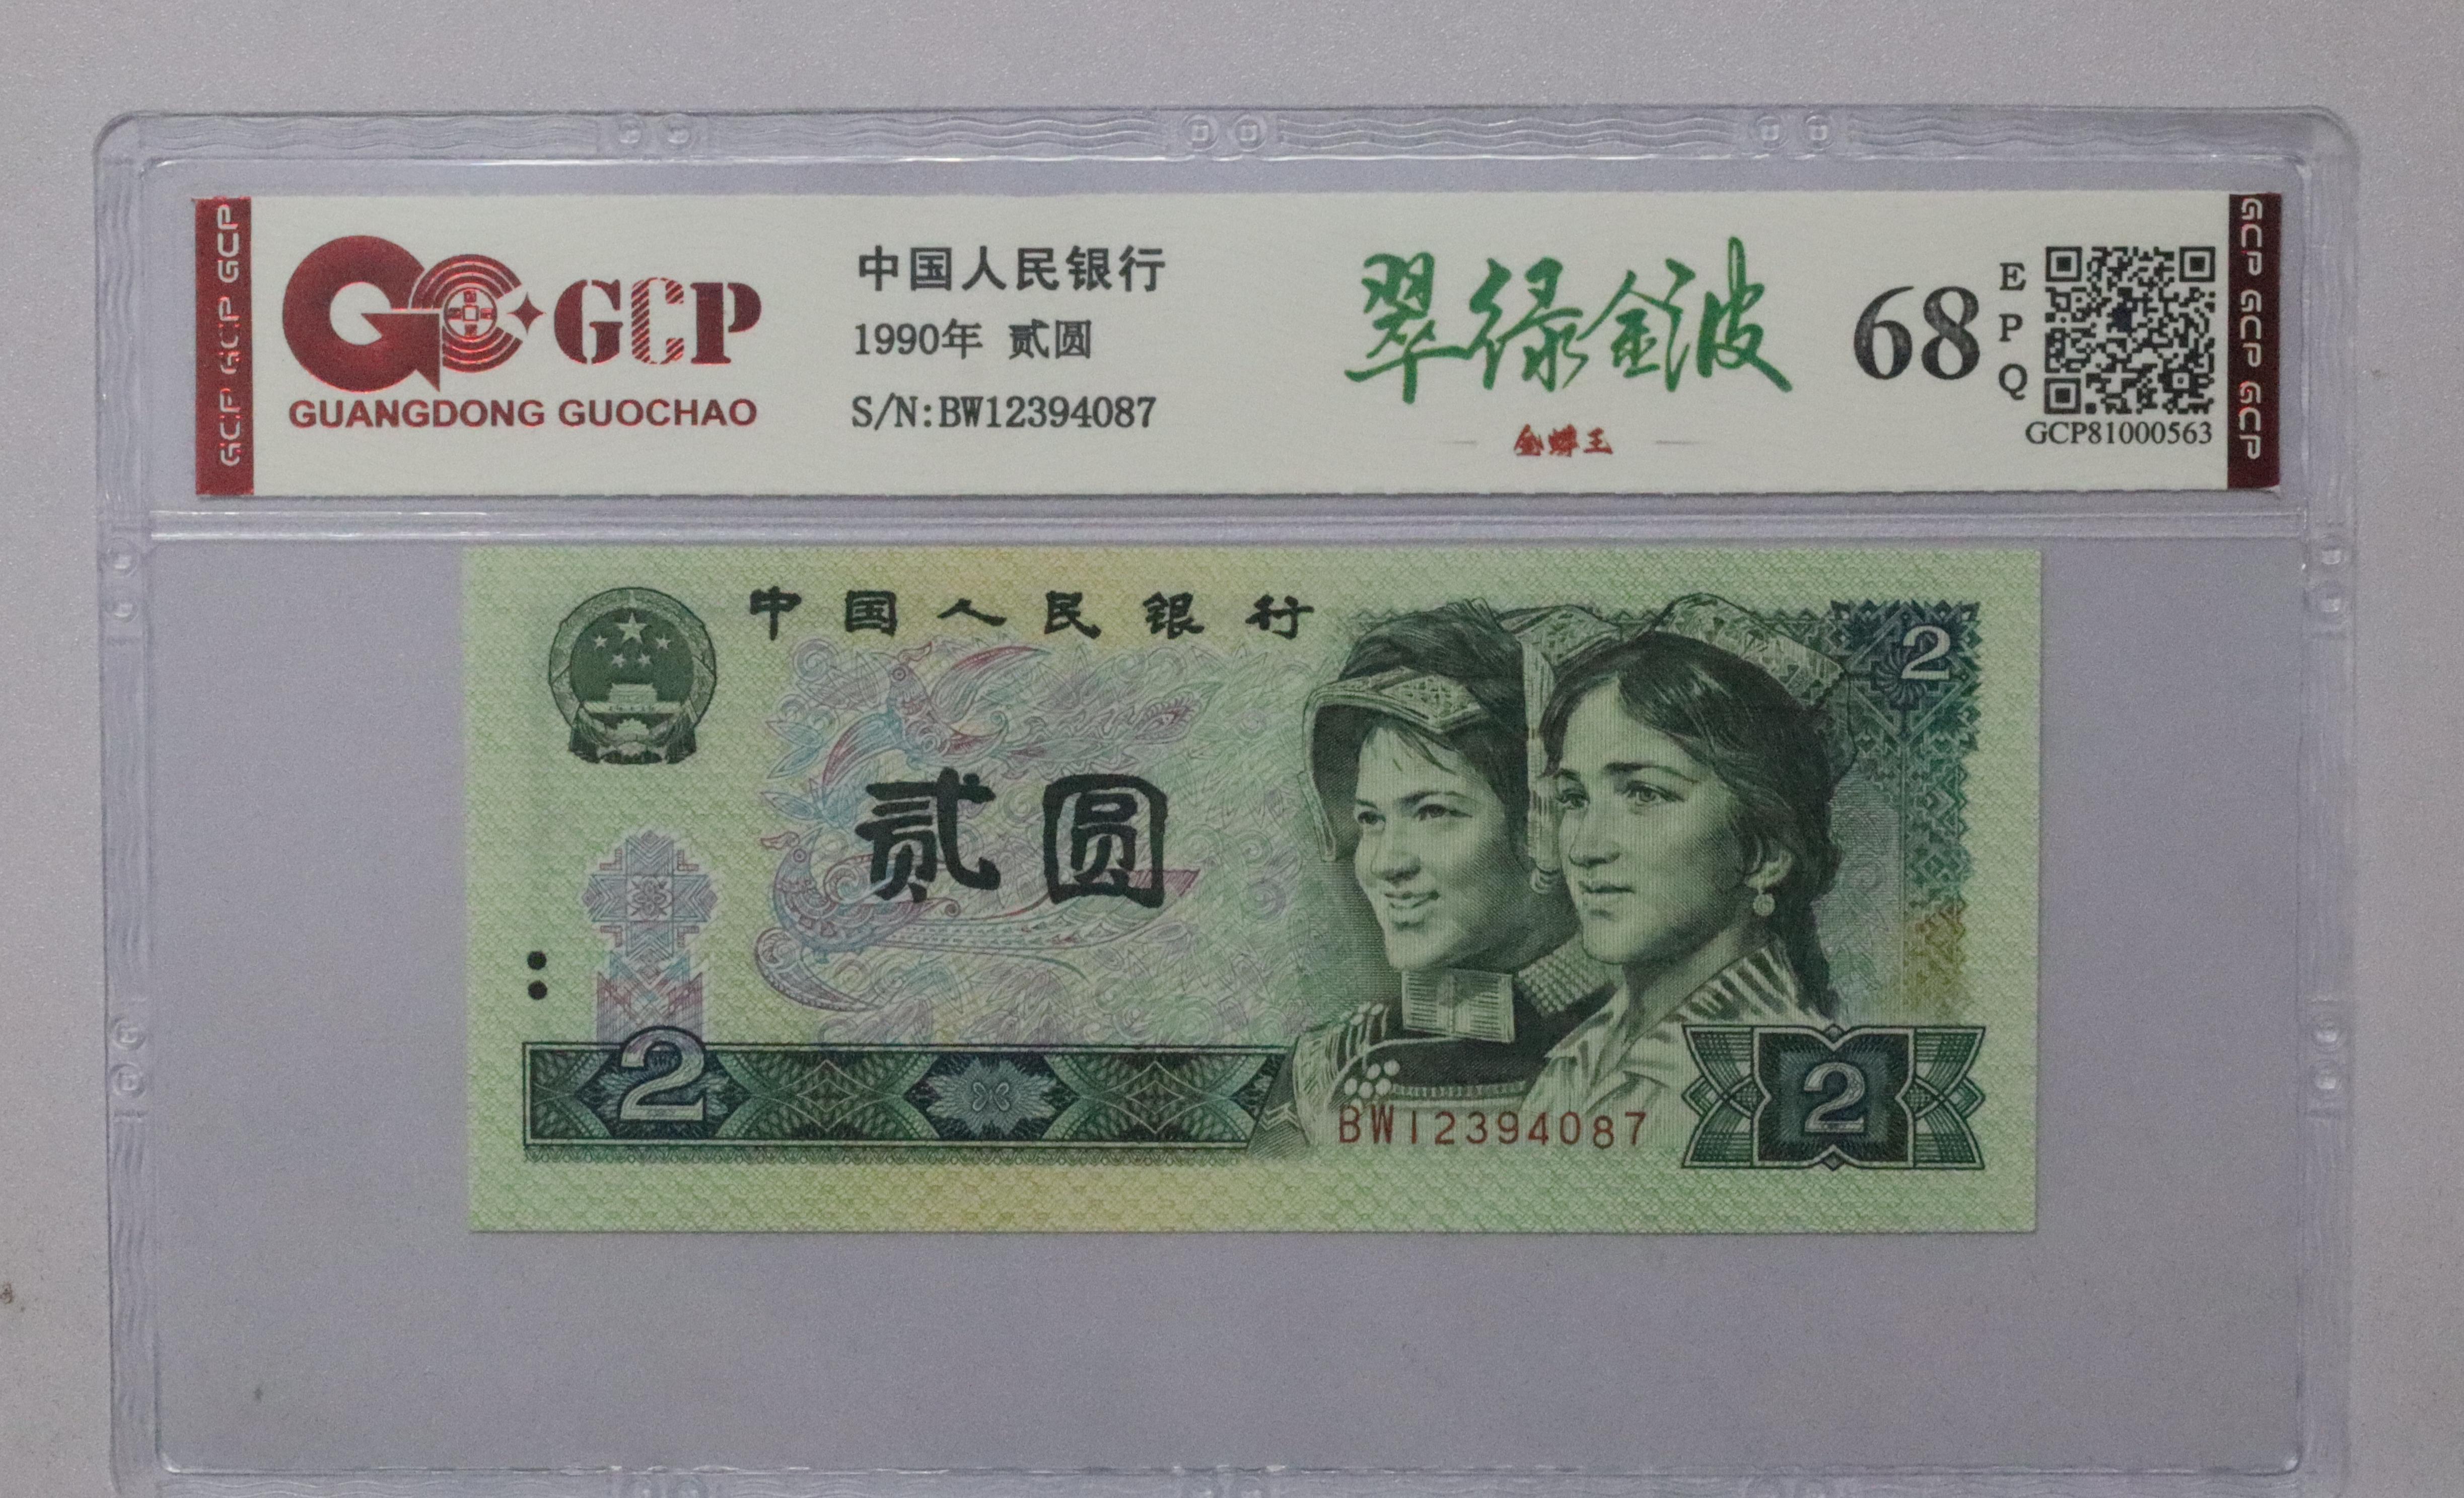 GCP GCP GCP
GCP
GUANGDONG GUOCHAO
中国人民银行
1990年 贰圆
S/N:BW12394087
翠绿金波
金蟒王
68
EPQ
GCP81000563
GCP GCP GCP
中国人民银行
2
贰圆
2
BW12394087
2